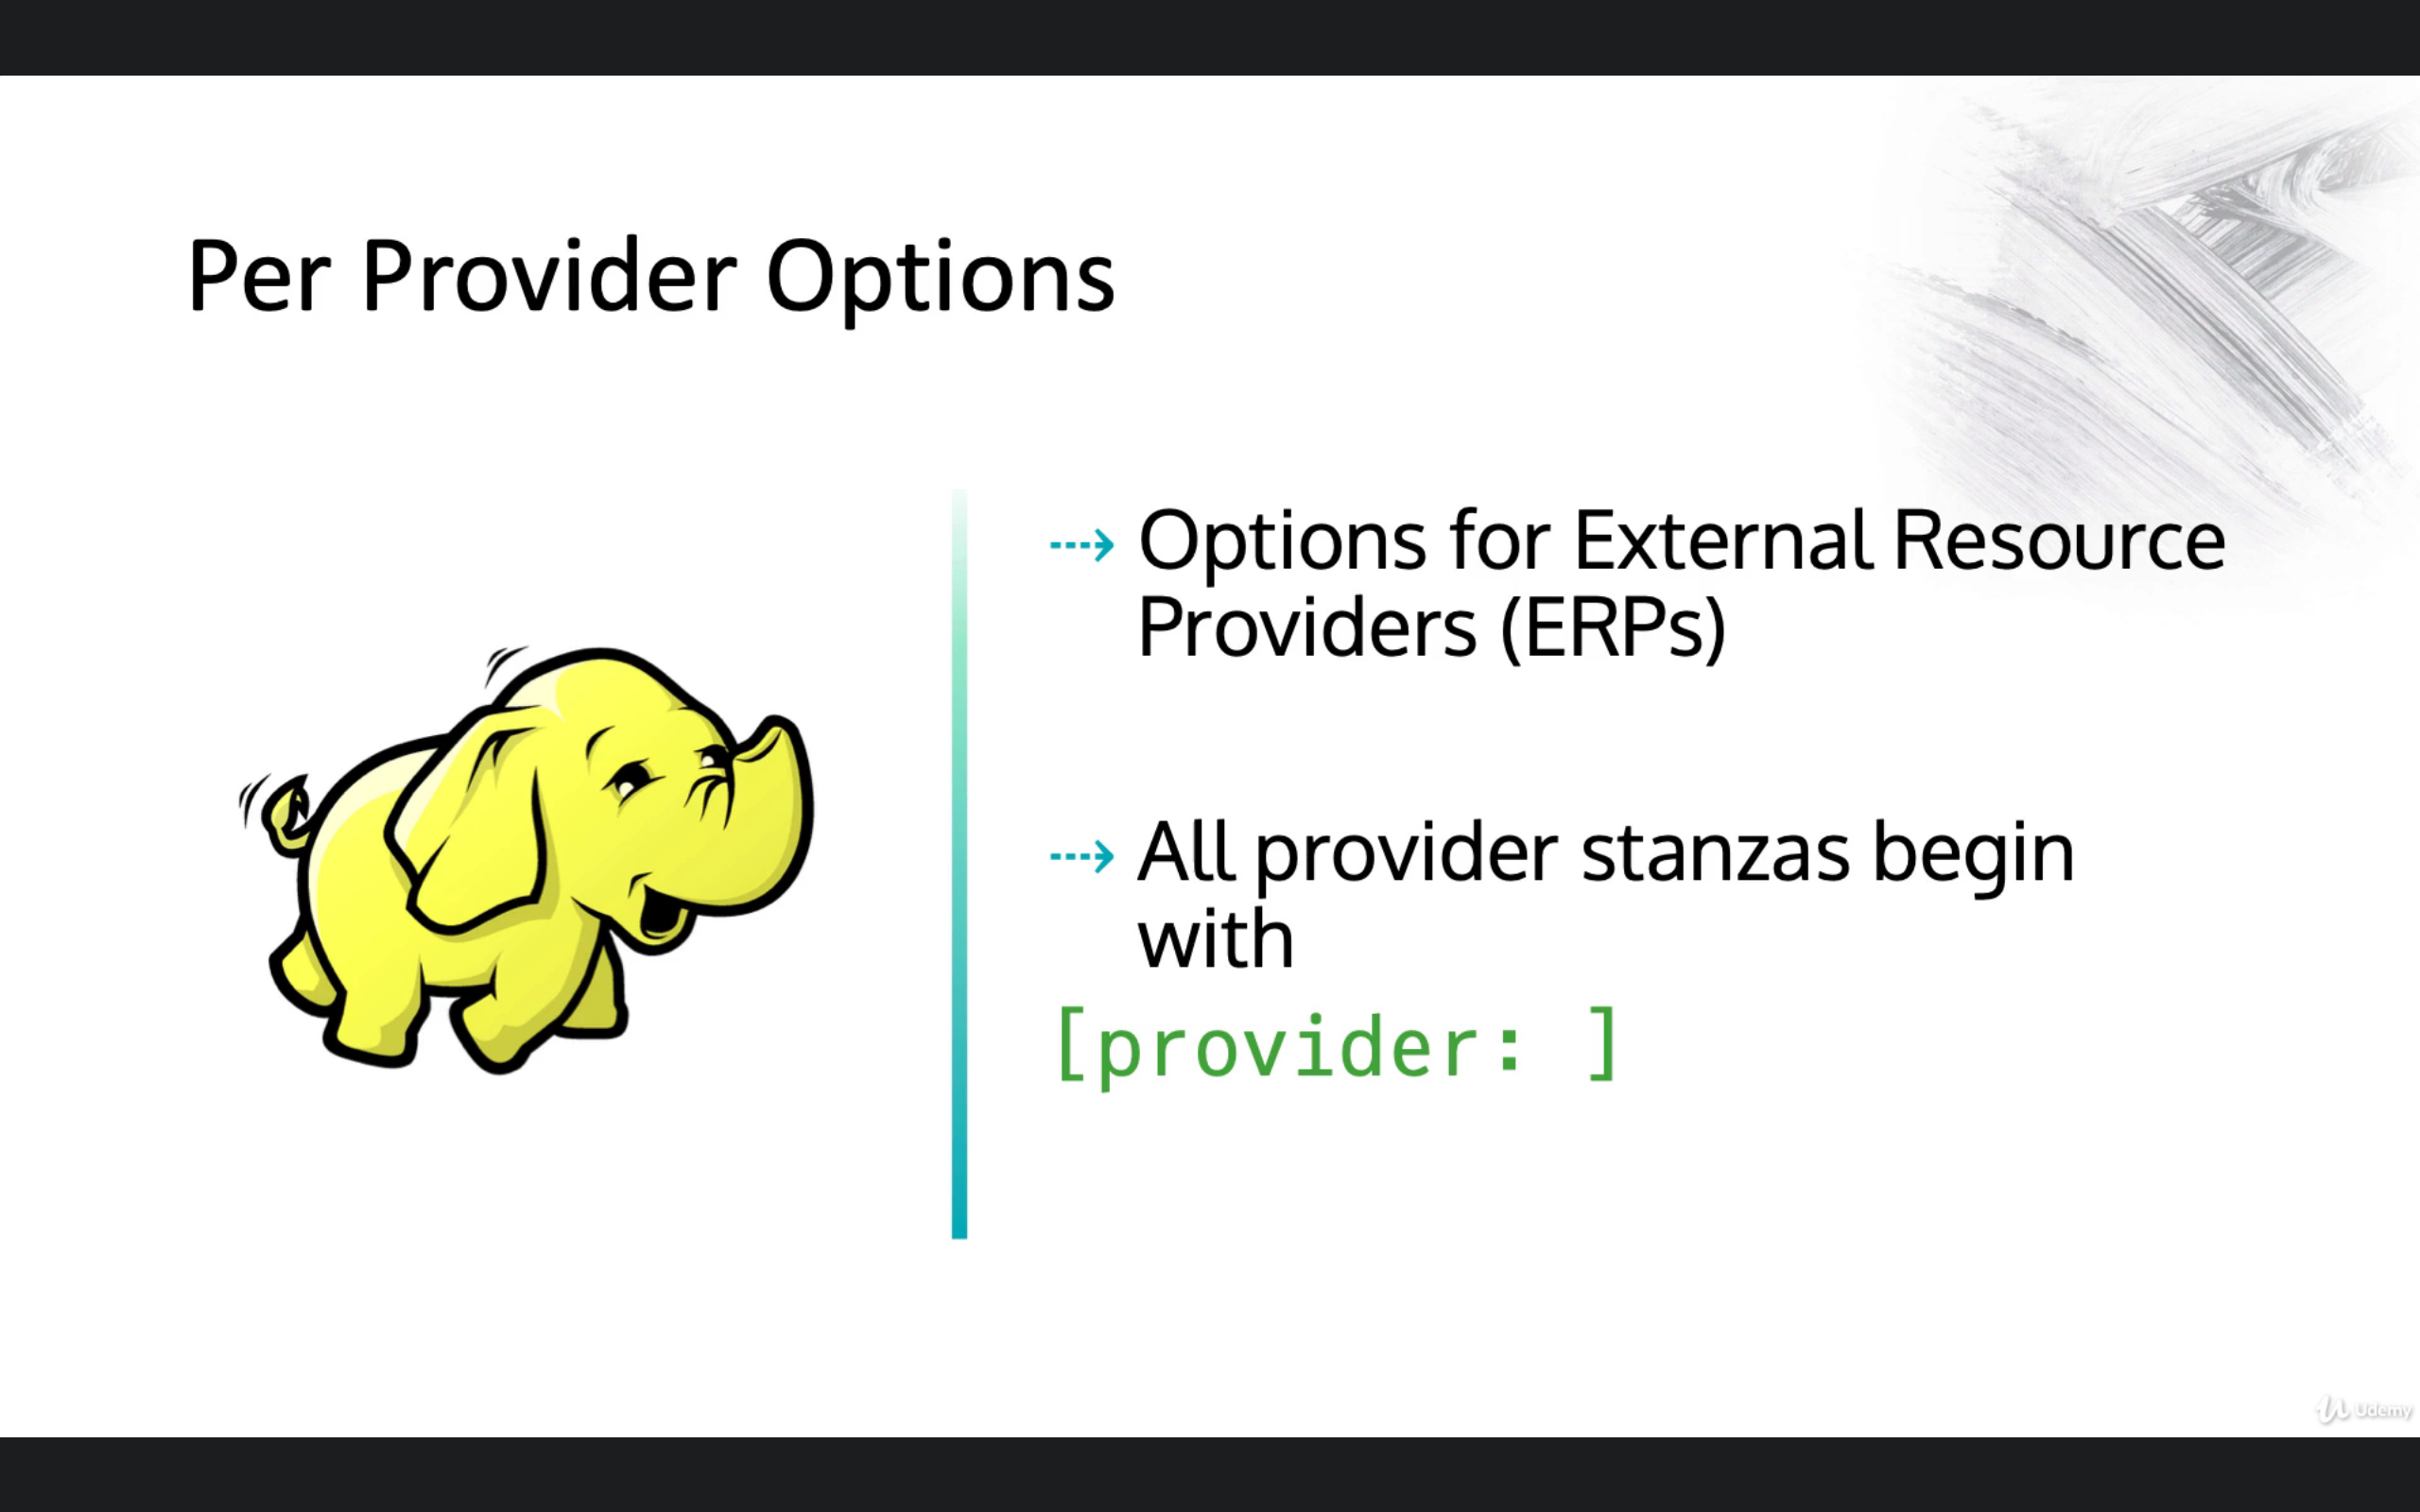 Per Provider Options
Options for External Resource
Providers (ERPs)
All provider stanzas begin
with
[provider: ]
Udemy